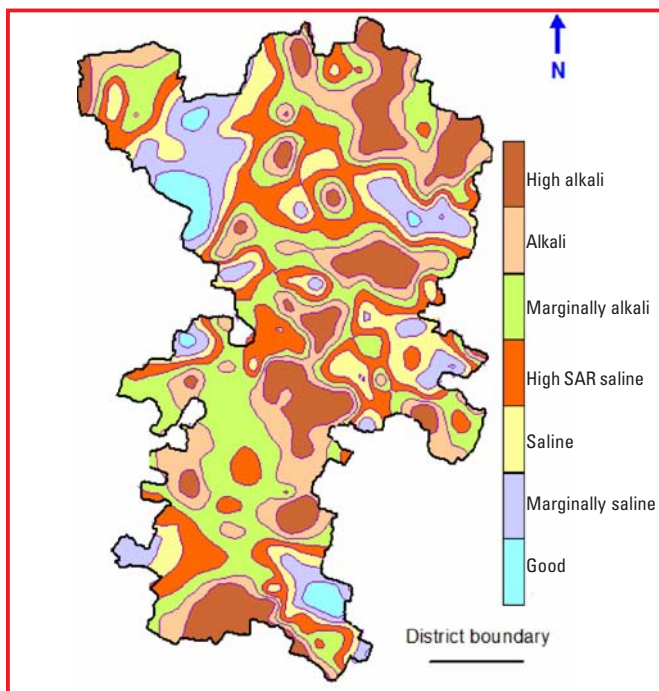 N
High alkali
Alkali
Marginally alkali
High SAR saline
Saline
Marginally saline
Good
District boundary